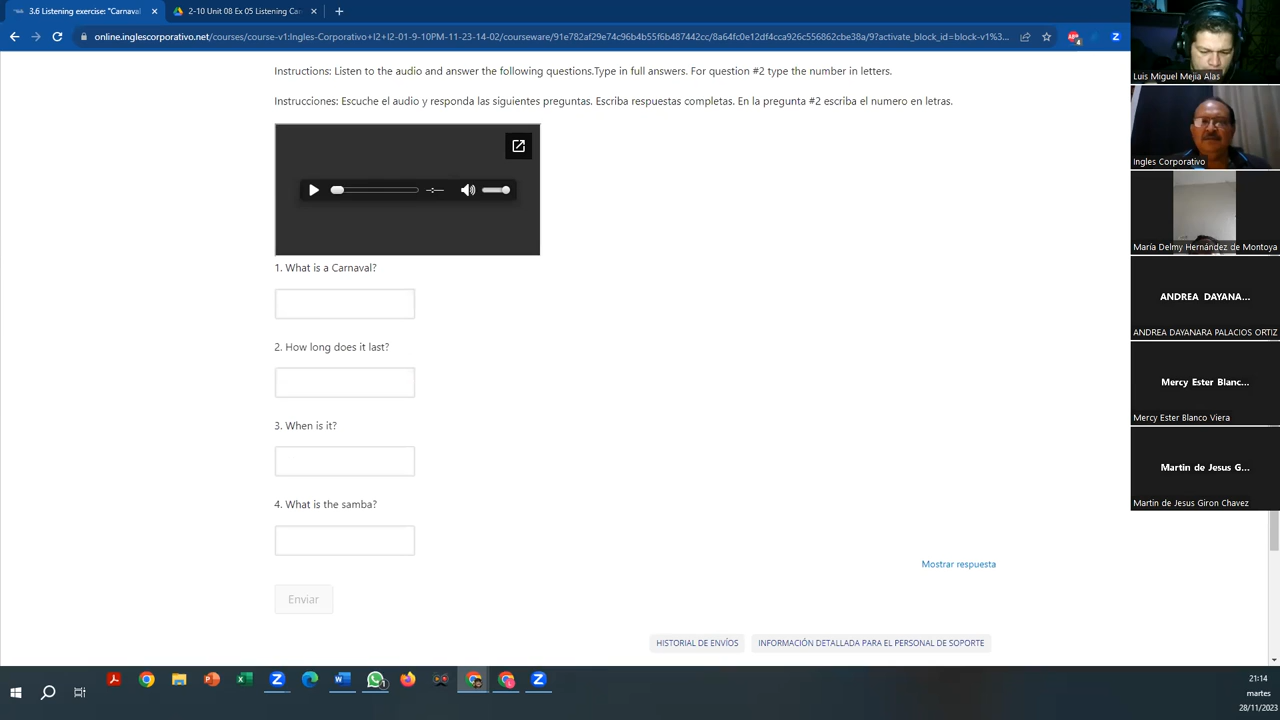 3.6 Listening exercise: "Carnaval
2-10 Unit 08 Ex 05 Listening Car
online.inglescorporativo.net/courses/course-v1:Ingles-Corporativo+I2+I2-01-9-10PM-11-23-14-02/courseware/91e782af29e74c96b4b55f6b487442cc/8a64fc0e12df4cca926c556862cbe38a/9?activate_block_id=block-v1%3...
Instructions: Listen to the audio and answer the following questions.Type in full answers. For question #2 type the number in letters.
Instrucciones: Escuche el audio y responda las siguientes preguntas. Escriba respuestas completas. En la pregunta #2 escriba el numero en letras.
-:--
1. What is a Carnaval?
2. How long does it last?
3. When is it?
4. What is the samba?
Mostrar respuesta
Enviar
HISTORIAL DE ENVÍOS
INFORMACIÓN DETALLADA PARA EL PERSONAL DE SOPORTE
Luis Miguel Mejia Alas
Ingles Corporativo
María Delmy Hernández de Montoya
ANDREA DAYANA...
ANDREA DAYANARA PALACIOS ORTIZ
Mercy Ester Blanc...
Mercy Ester Blanco Viera
Martin de Jesus G...
Martin de Jesus Giron Chavez
21:14
martes
28/11/2023